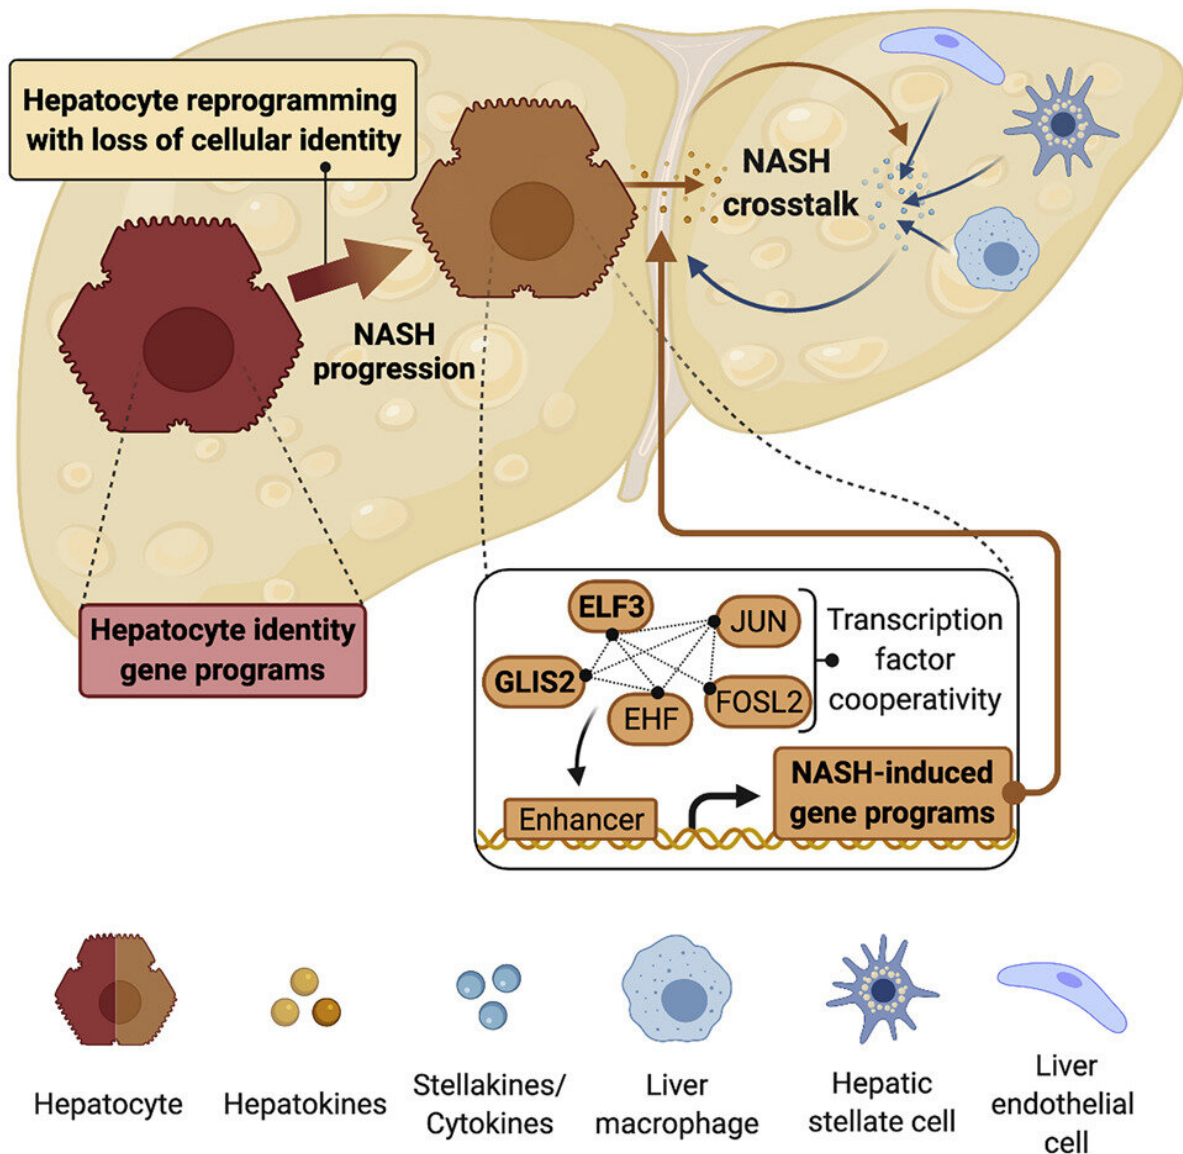 Hepatocyte reprogramming
with loss of cellular identity
NASH
progression
NASH
crosstalk
Hepatocyte identity
gene programs
ELF3
JUN
GLIS2
EHF
FOSL2
Transcription
factor
cooperativity
Enhancer
NASH-induced
gene programs
Hepatocyte
Hepatokines
Stellakines/
Cytokines
Liver
macrophage
Hepatic
stellate cell
Liver
endothelial
cell